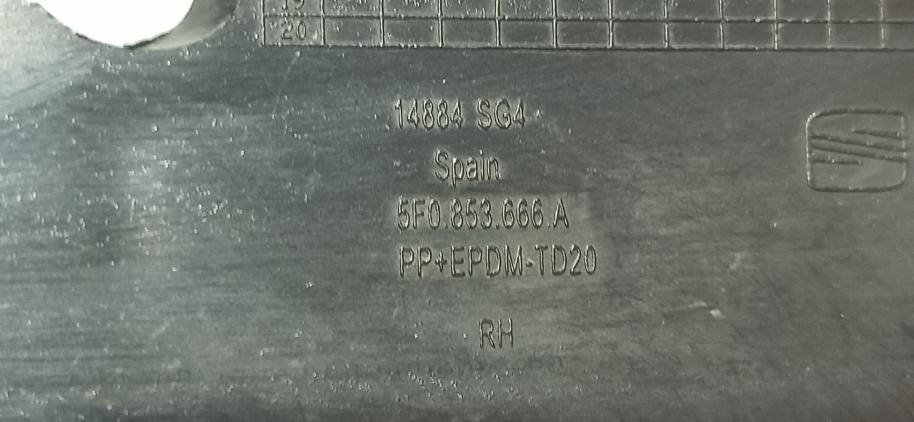 20
14884 SG4
Spain
5F0.853.666.A
PP+EPDM-TD20
RH